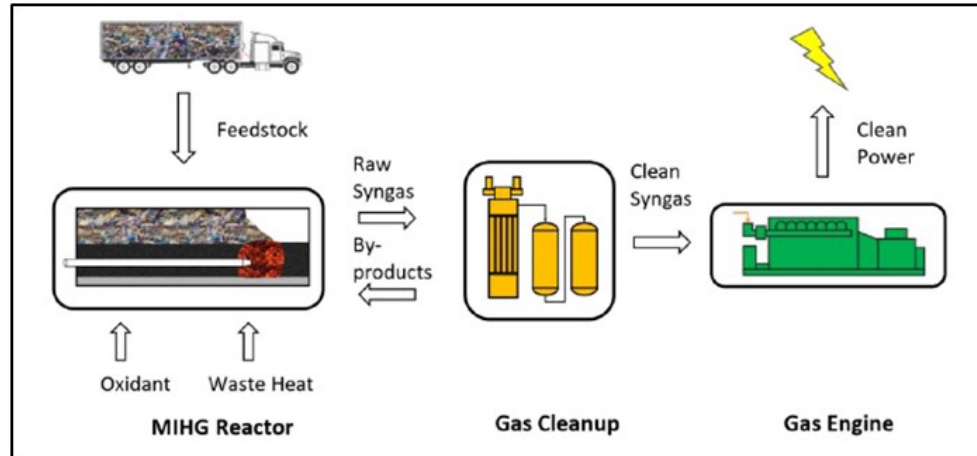 Feedstock
Raw
Syngas
By-
products
Clean
Syngas
Clean
Power
Oxidant
Waste Heat
MIHG Reactor
Gas Cleanup
Gas Engine